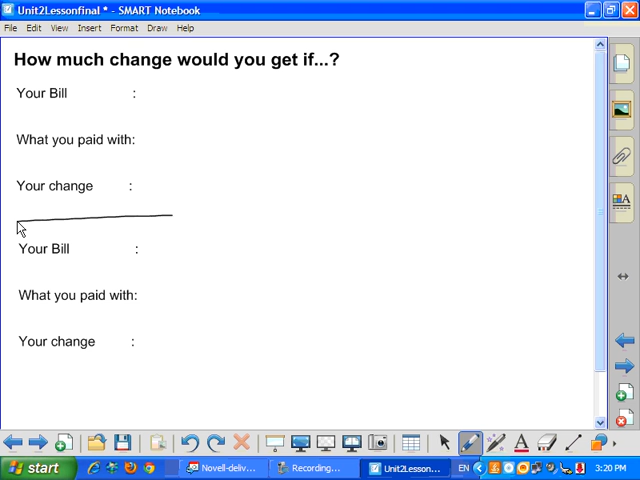 Unit2Lessonfinal * - SMART Notebook
File Edit View Insert Format Draw Help
How much change would you get if...?
Your Bill :
What you paid with:
Your change :
Your Bill :
What you paid with:
Your change :
start Novell-deliv... Recording... Unit2Lesson... EN 3:20 PM